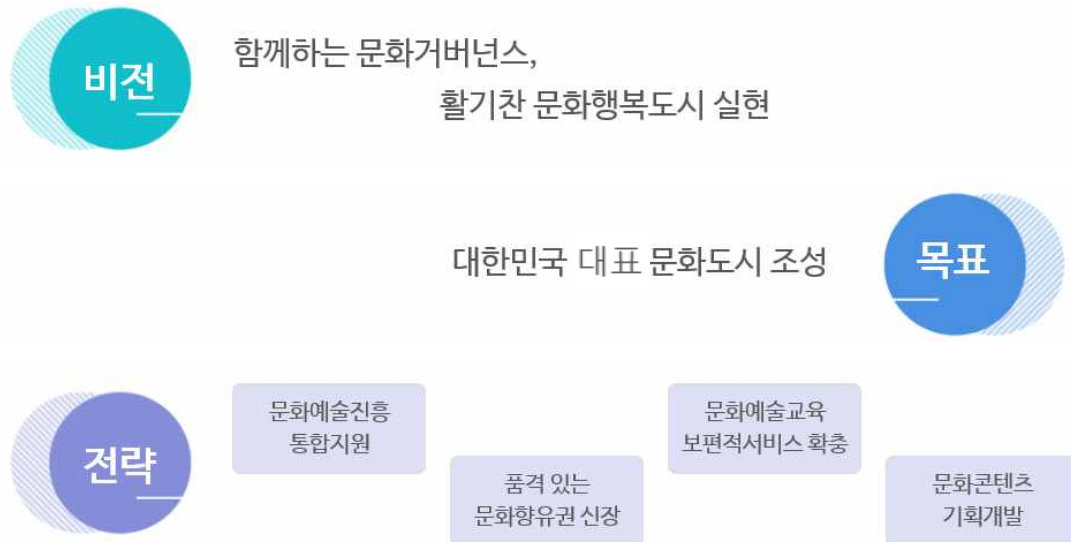 비전
함께하는 문화거버넌스,
활기찬 문화행복도시 실현
대한민국 대표 문화도시 조성
목표
전략
문화예술진흥
통합지원
품격 있는
문화향유권 신장
문화예술교육
보편적서비스 확충
문화콘텐츠
기획개발